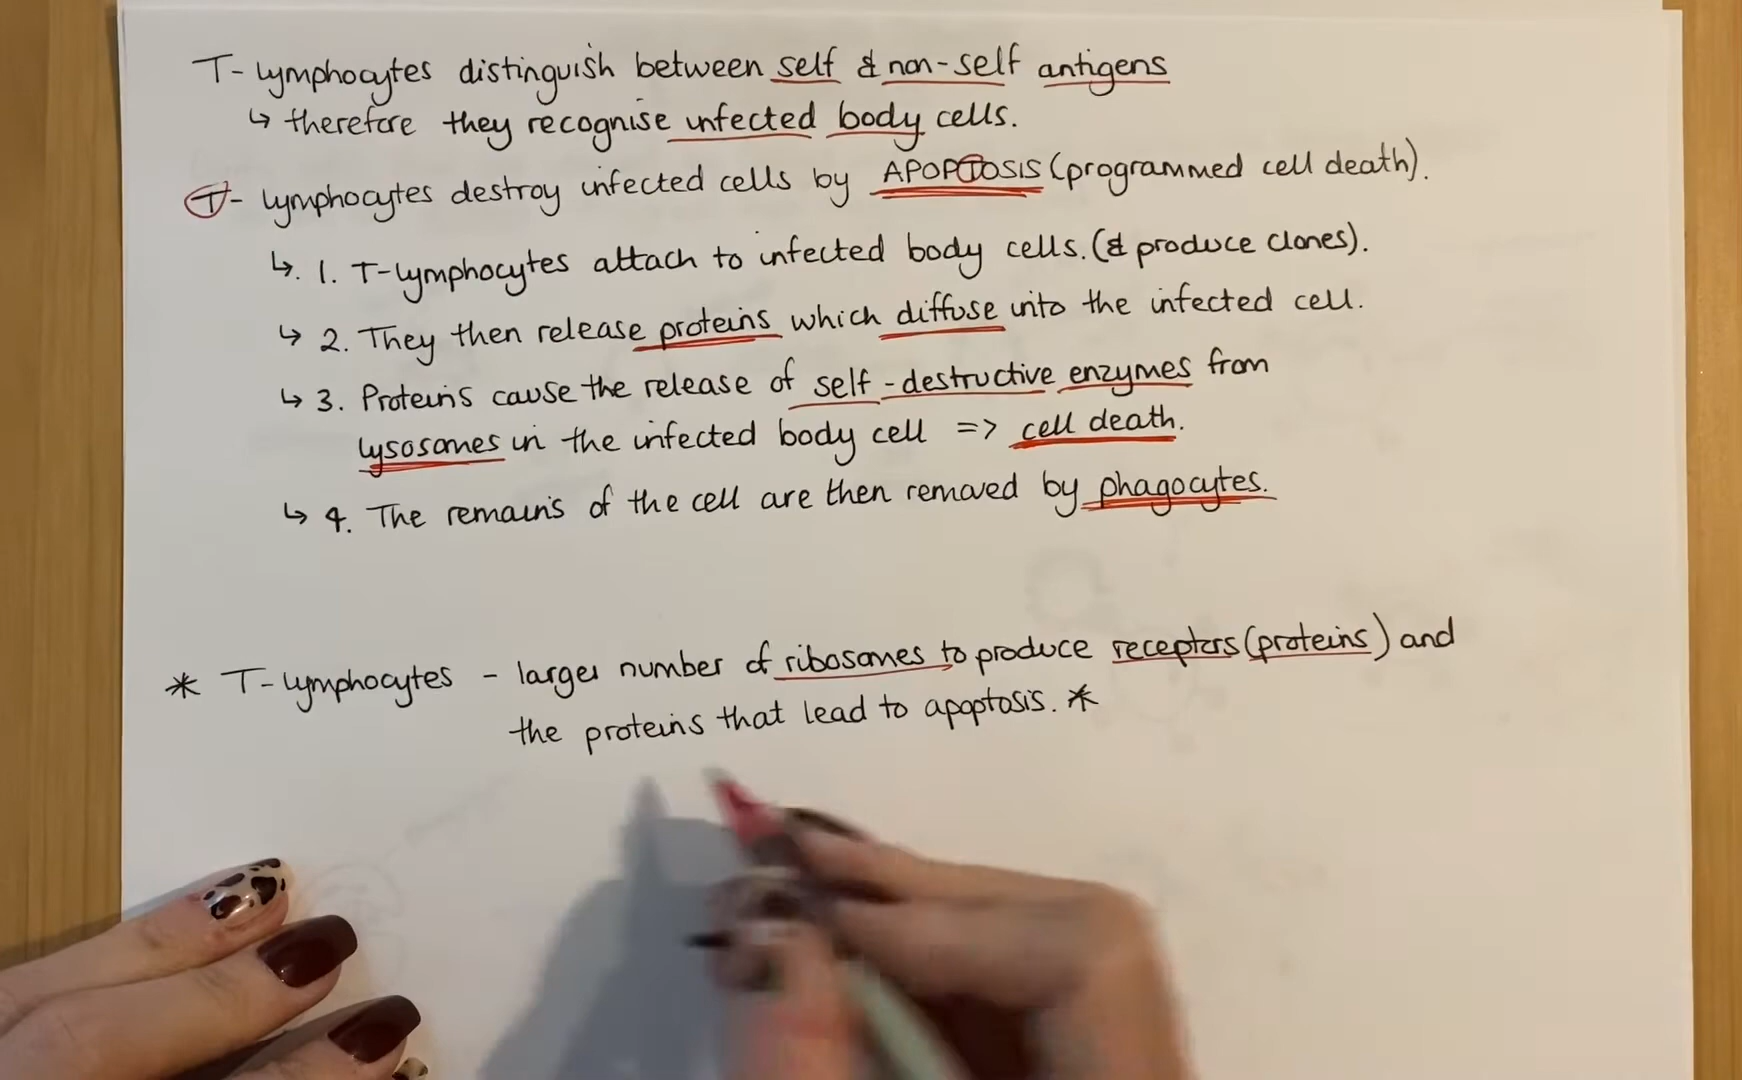 T-lymphocytes distinguish between self & non-self antigens
↳ therefore they recognise infected body cells.
T- lymphocytes destroy infected cells by APOPTOSIS (programmed cell death).
↳. 1. T-lymphocytes attach to infected body cells. (& produce clones).
↳ 2. They then release proteins which diffuse into the infected cell.
↳ 3. Proteins cause the release of self-destructive enzymes from
lysosomes in the infected body cell => cell death.
↳ 4. The remains of the cell are then removed by phagocytes.
* T-lymphocytes - larger number of ribosomes to produce receptors (proteins) and
the proteins that lead to apoptosis. *